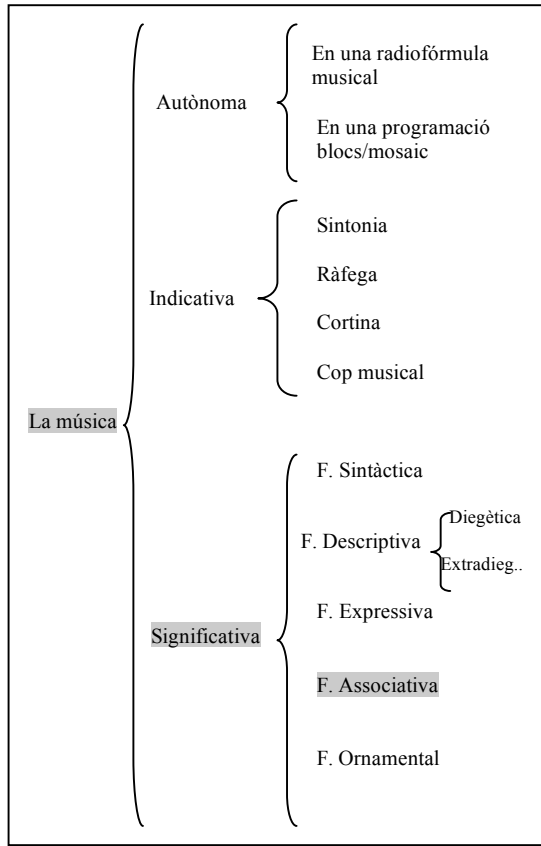 La música
Autònoma
En una radiofórmula
musical
En una programació
blocs/mosaic
Indicativa
Sintonia
Ràfega
Cortina
Cop musical
Significativa
F. Sintàctica
F. Descriptiva
Diegètica
Extradieg..
F. Expressiva
F. Associativa
F. Ornamental